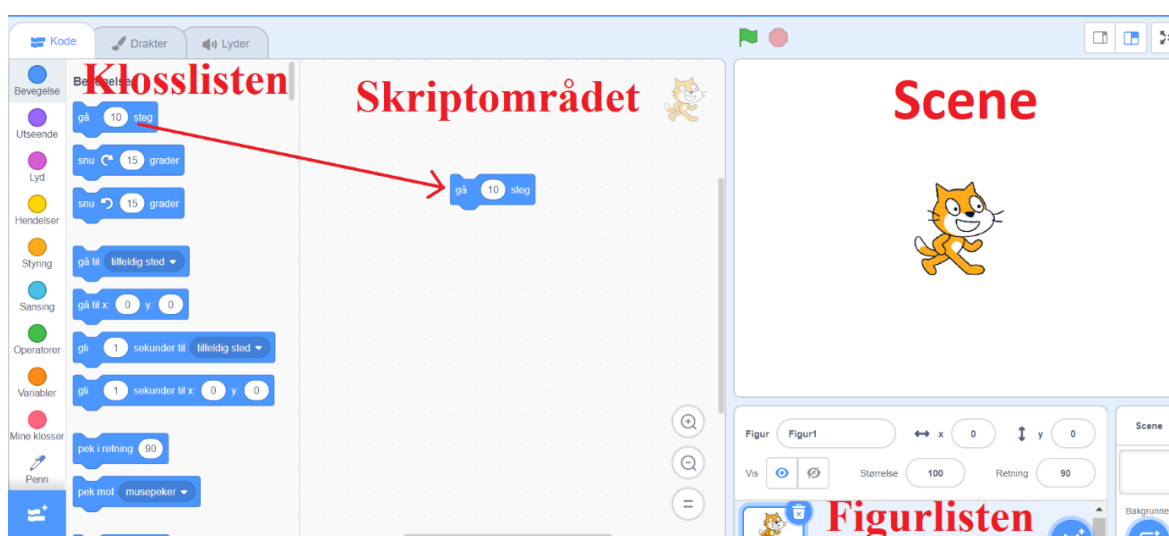 Kode
Drakter
Lyder
Klosslisten
Skriptområdet
Scene
Bevegelse
Utseende
Lyd
Hendelser
Styring
Sansing
Operatorer
Variabler
Mine klosser
Penn
gå 10 steg
snu 15 grader
snu 15 grader
gå til tilfeldig sted
gå til x: 0 y: 0
gli 1 sekunder til tilfeldig sted
gli 1 sekunder til x: 0 y: 0
pek i retning 90
pek mot musepeker
gå 10 steg
Figur Figur1 x 0 y 0
Vis Størrelse 100 Retning 90
Figurlisten
Scene